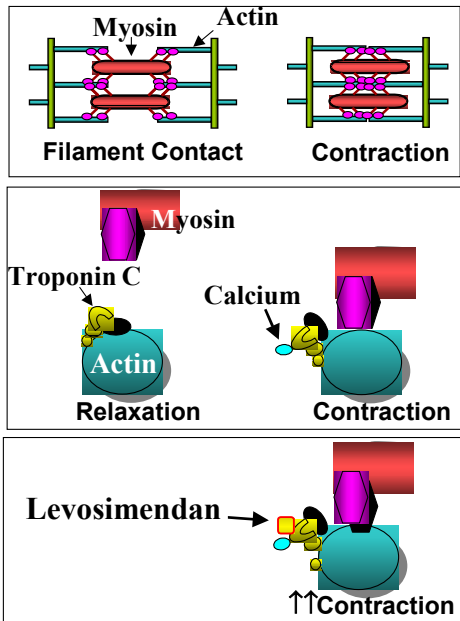 Myosin
Actin
Filament Contact
Contraction
Myosin
Troponin C
Calcium
Actin
Relaxation
Contraction
Levosimendan
↑↑Contraction